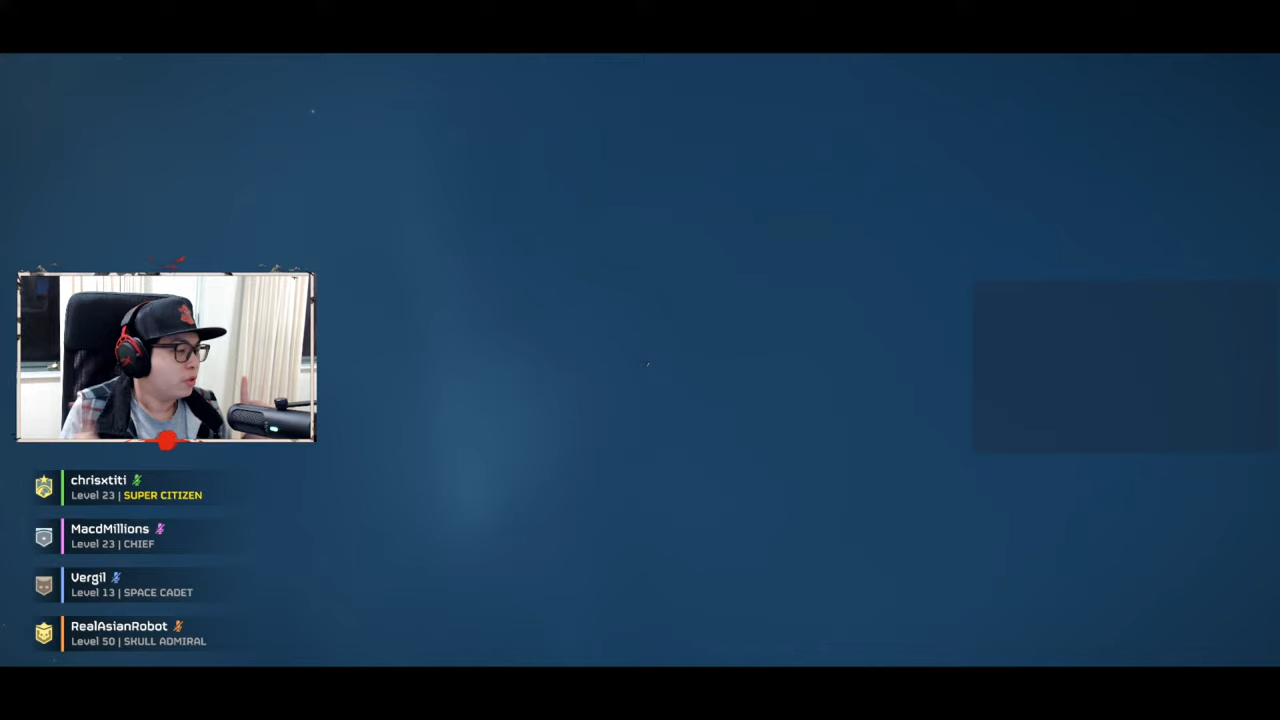 chrisxtiti
Level 23 | SUPER CITIZEN
MacdMillions
Level 23 | CHIEF
Vergil
Level 13 | SPACE CADET
RealAsianRobot
Level 50 | SKULL ADMIRAL